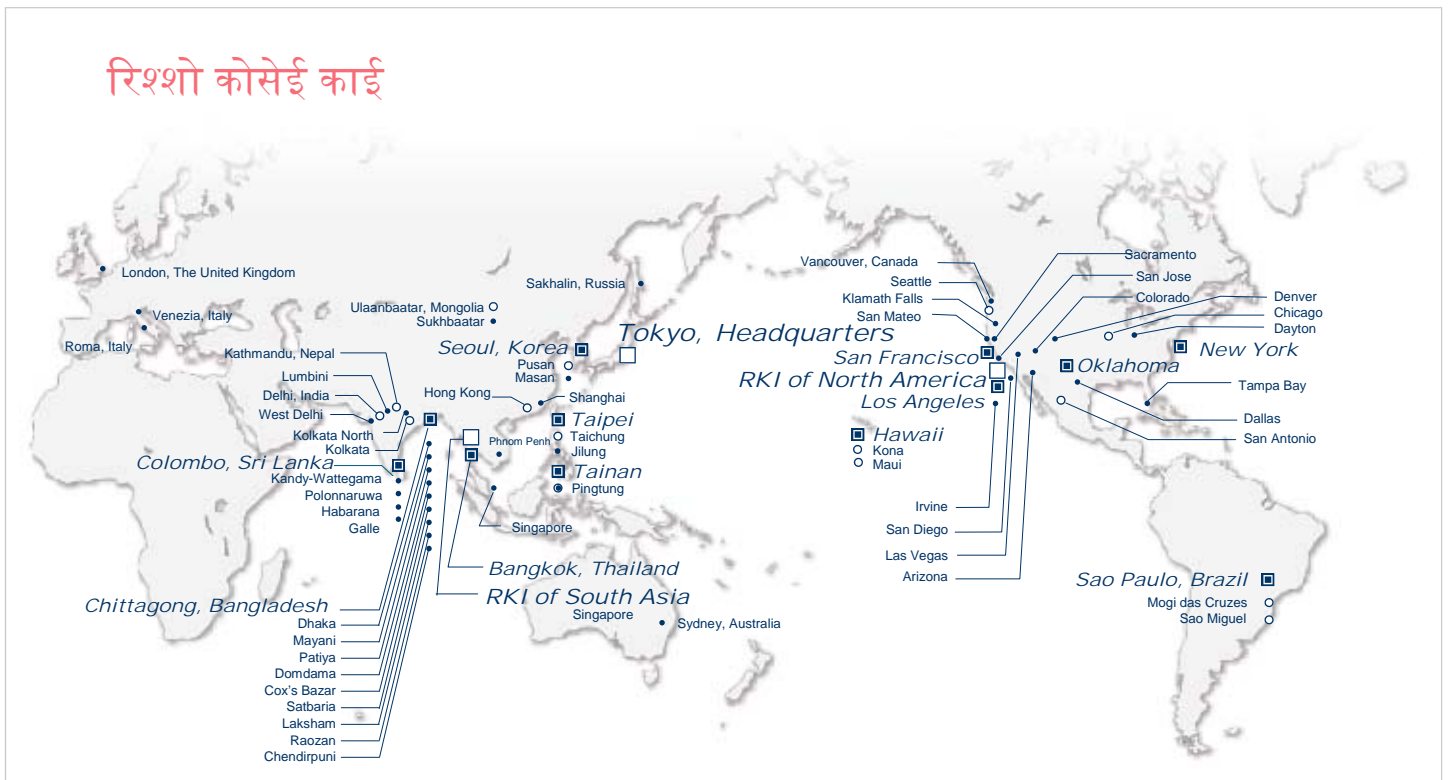 रिश्शो कोसेई काई
London, The United Kingdom
Venezia, Italy
Roma, Italy
Ulaanbaatar, Mongolia
Sukhbaatar
Sakhalin, Russia
Tokyo, Headquarters
Seoul, Korea
Pusan
Masan
Kathmandu, Nepal
Lumbini
Delhi, India
West Delhi
Kolkata North
Kolkata
Hong Kong
Shanghai
Taipei
Taichung
Jilung
Tainan
Pingtung
Phnom Penh
Colombo, Sri Lanka
Kandy-Wattegama
Polonnaruwa
Habarana
Galle
Singapore
Bangkok, Thailand
RKI of South Asia
Singapore
Sydney, Australia
Chittagong, Bangladesh
Dhaka
Mayani
Patiya
Domdama
Cox's Bazar
Satbaria
Laksham
Raozan
Chendirpuni
Vancouver, Canada
Seattle
Klamath Falls
San Mateo
San Francisco
RKI of North America
Los Angeles
Hawaii
Kona
Maui
Irvine
San Diego
Las Vegas
Arizona
Sacramento
San Jose
Colorado
Denver
Chicago
Dayton
New York
Oklahoma
Tampa Bay
Dallas
San Antonio
Sao Paulo, Brazil
Mogi das Cruzes
Sao Miguel